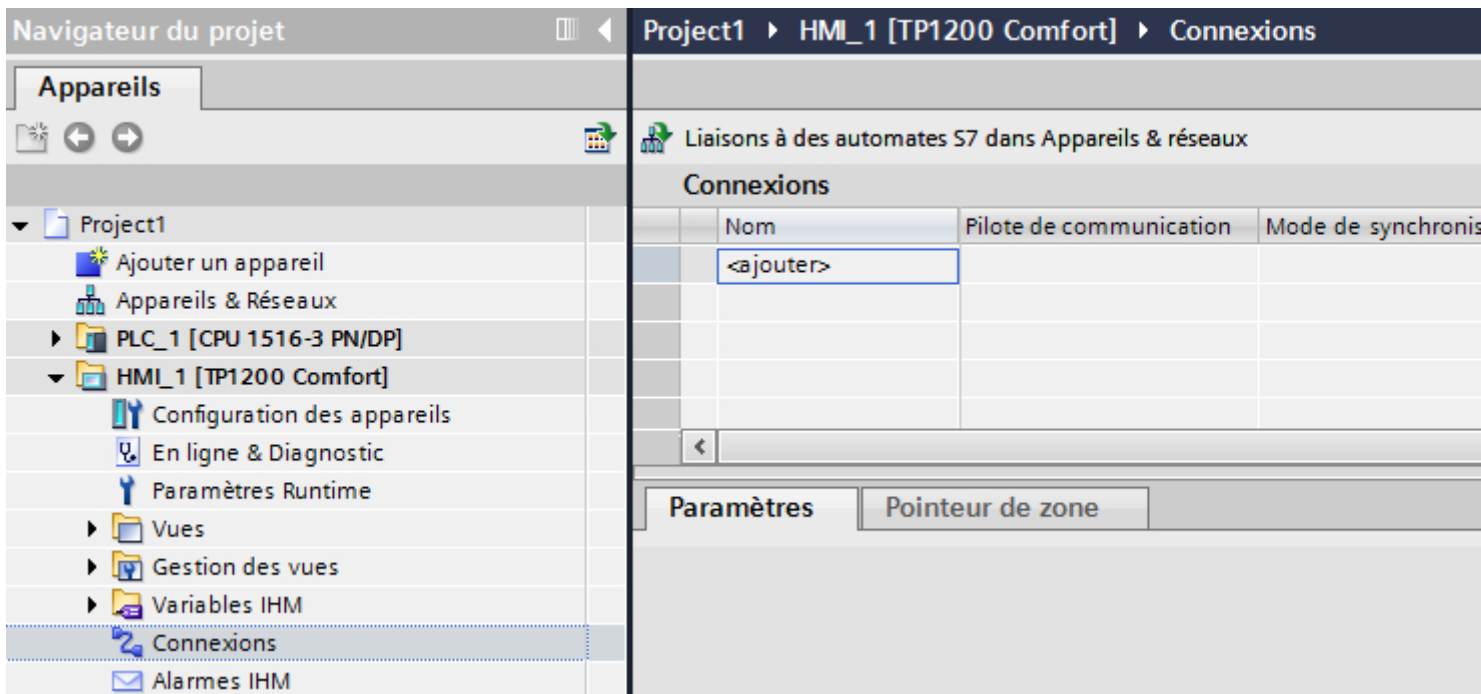 Navigateur du projet
Appareils
Project1
Ajouter un appareil
Appareils & Réseaux
PLC_1 [CPU 1516-3 PN/DP]
HMI_1 [TP1200 Comfort]
Configuration des appareils
En ligne & Diagnostic
Paramètres Runtime
Vues
Gestion des vues
Variables IHM
Connexions
Alarmes IHM
Project1 HMI_1 [TP1200 Comfort] Connexions
Liaisons à des automates S7 dans Appareils & réseaux
Connexions
Nom Pilote de communication Mode de synchronis
<ajouter>
Paramètres Pointeur de zone